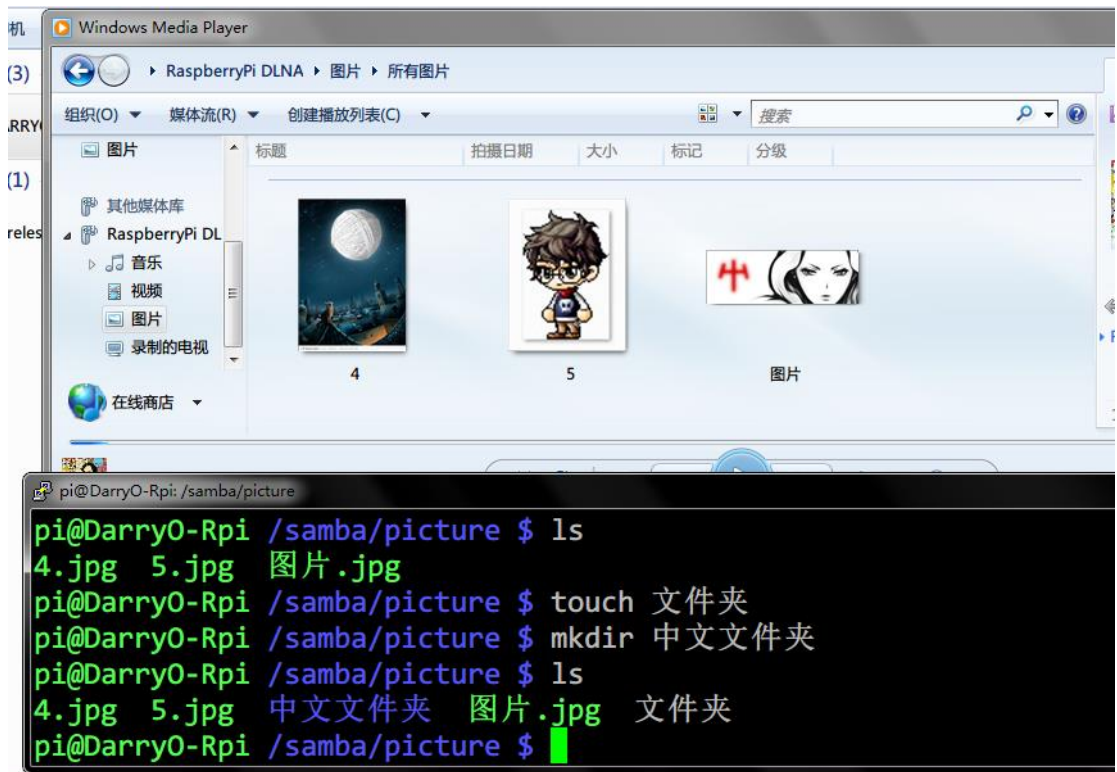 机
Windows Media Player
(3)
RaspberryPi DLNA 图片 所有图片
组织(O) 媒体流(R) 创建播放列表(C) 搜索
图片
标题 拍摄日期 大小 标记 分级
(1)
其他媒体库
RaspberryPi DL
音乐
视频
图片
录制的电视
4 5 图片
在线商店
中
pi@DarryO-Rpi: /samba/picture
pi@DarryO-Rpi /samba/picture $ ls
4.jpg 5.jpg 图片.jpg
pi@DarryO-Rpi /samba/picture $ touch 文件夹
pi@DarryO-Rpi /samba/picture $ mkdir 中文文件夹
pi@DarryO-Rpi /samba/picture $ ls
4.jpg 5.jpg 中文文件夹 图片.jpg 文件夹
pi@DarryO-Rpi /samba/picture $